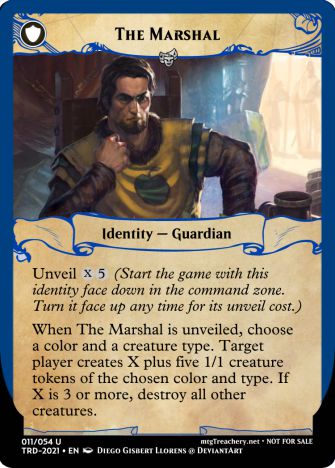 THE MARSHAL
Identity — Guardian
Unveil X 5 (Start the game with this
identity face down in the command zone.
Turn it face up any time for its unveil cost.)
When The Marshal is unveiled, choose
a color and a creature type. Target
player creates X plus five 1/1 creature
tokens of the chosen color and type. If
X is 3 or more, destroy all other
creatures.
011/054 U
TRD-2021 • EN DIEGO GISBERT LLORENS @ DEVIANTART
mtgTreachery.net • NOT FOR SALE